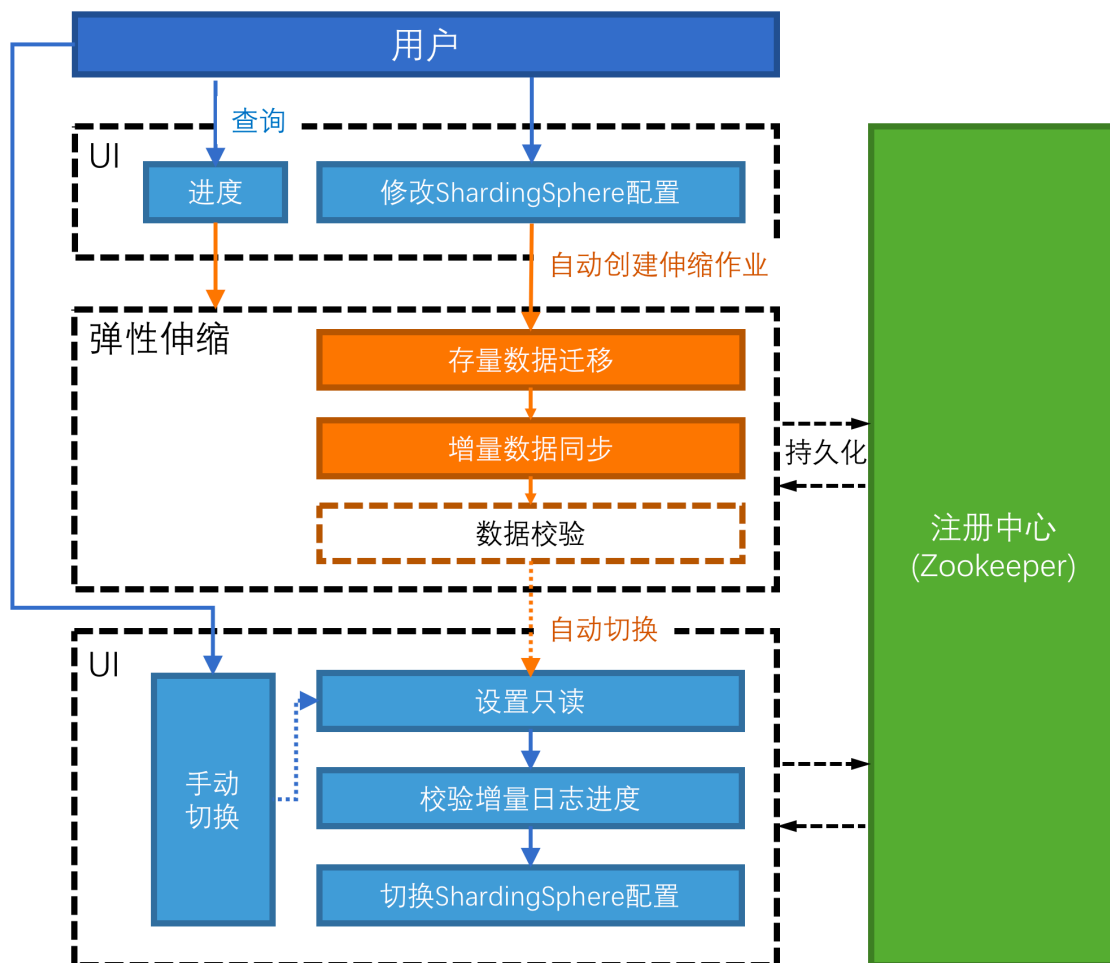 用户
查询
UI
进度
修改ShardingSphere配置
自动创建伸缩作业
弹性伸缩
存量数据迁移
增量数据同步
数据校验
持久化
注册中心
(Zookeeper)
自动切换
UI
设置只读
手动
切换
校验增量日志进度
切换ShardingSphere配置